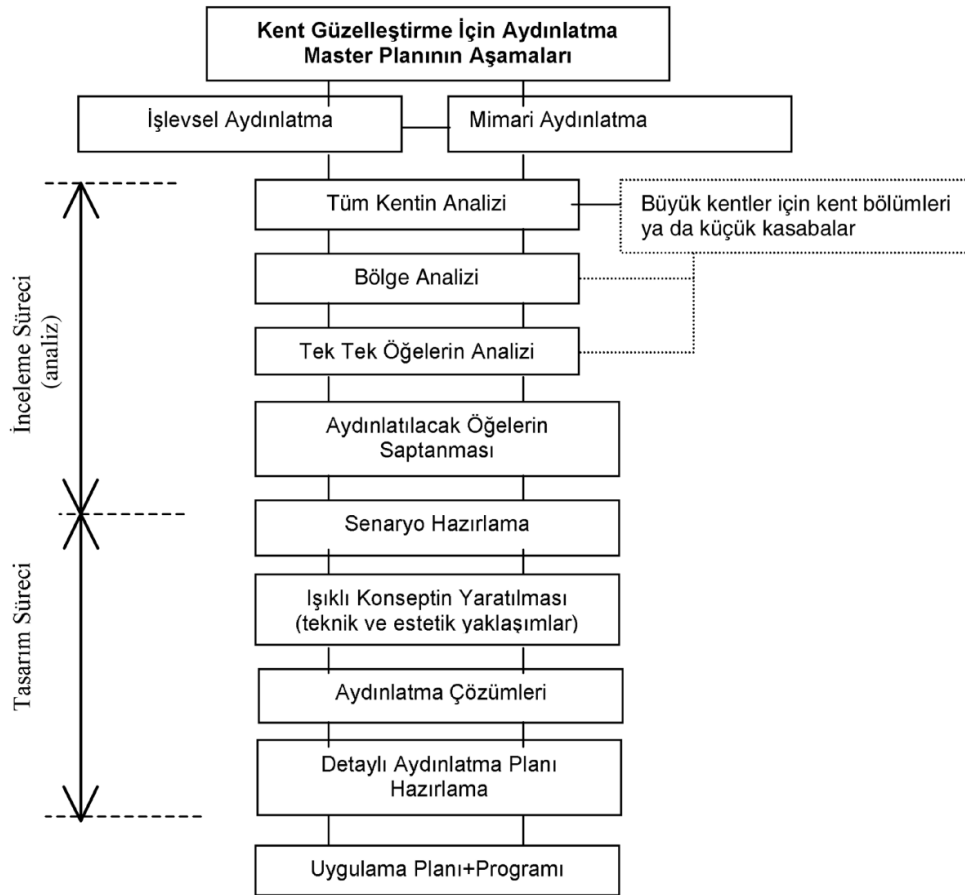 Kent Güzelleştirme İçin Aydınlatma
Master Planının Aşamaları
İşlevsel Aydınlatma
Mimari Aydınlatma
Tüm Kentin Analizi
Büyük kentler için kent bölümleri
ya da küçük kasabalar
Bölge Analizi
Tek Tek Öğelerin Analizi
İnceleme Süreci
(analiz)
Aydınlatılacak Öğelerin
Saptanması
Senaryo Hazırlama
Işıklı Konseptin Yaratılması
(teknik ve estetik yaklaşımlar)
Tasarım Süreci
Aydınlatma Çözümleri
Detaylı Aydınlatma Planı
Hazırlama
Uygulama Planı+Programı